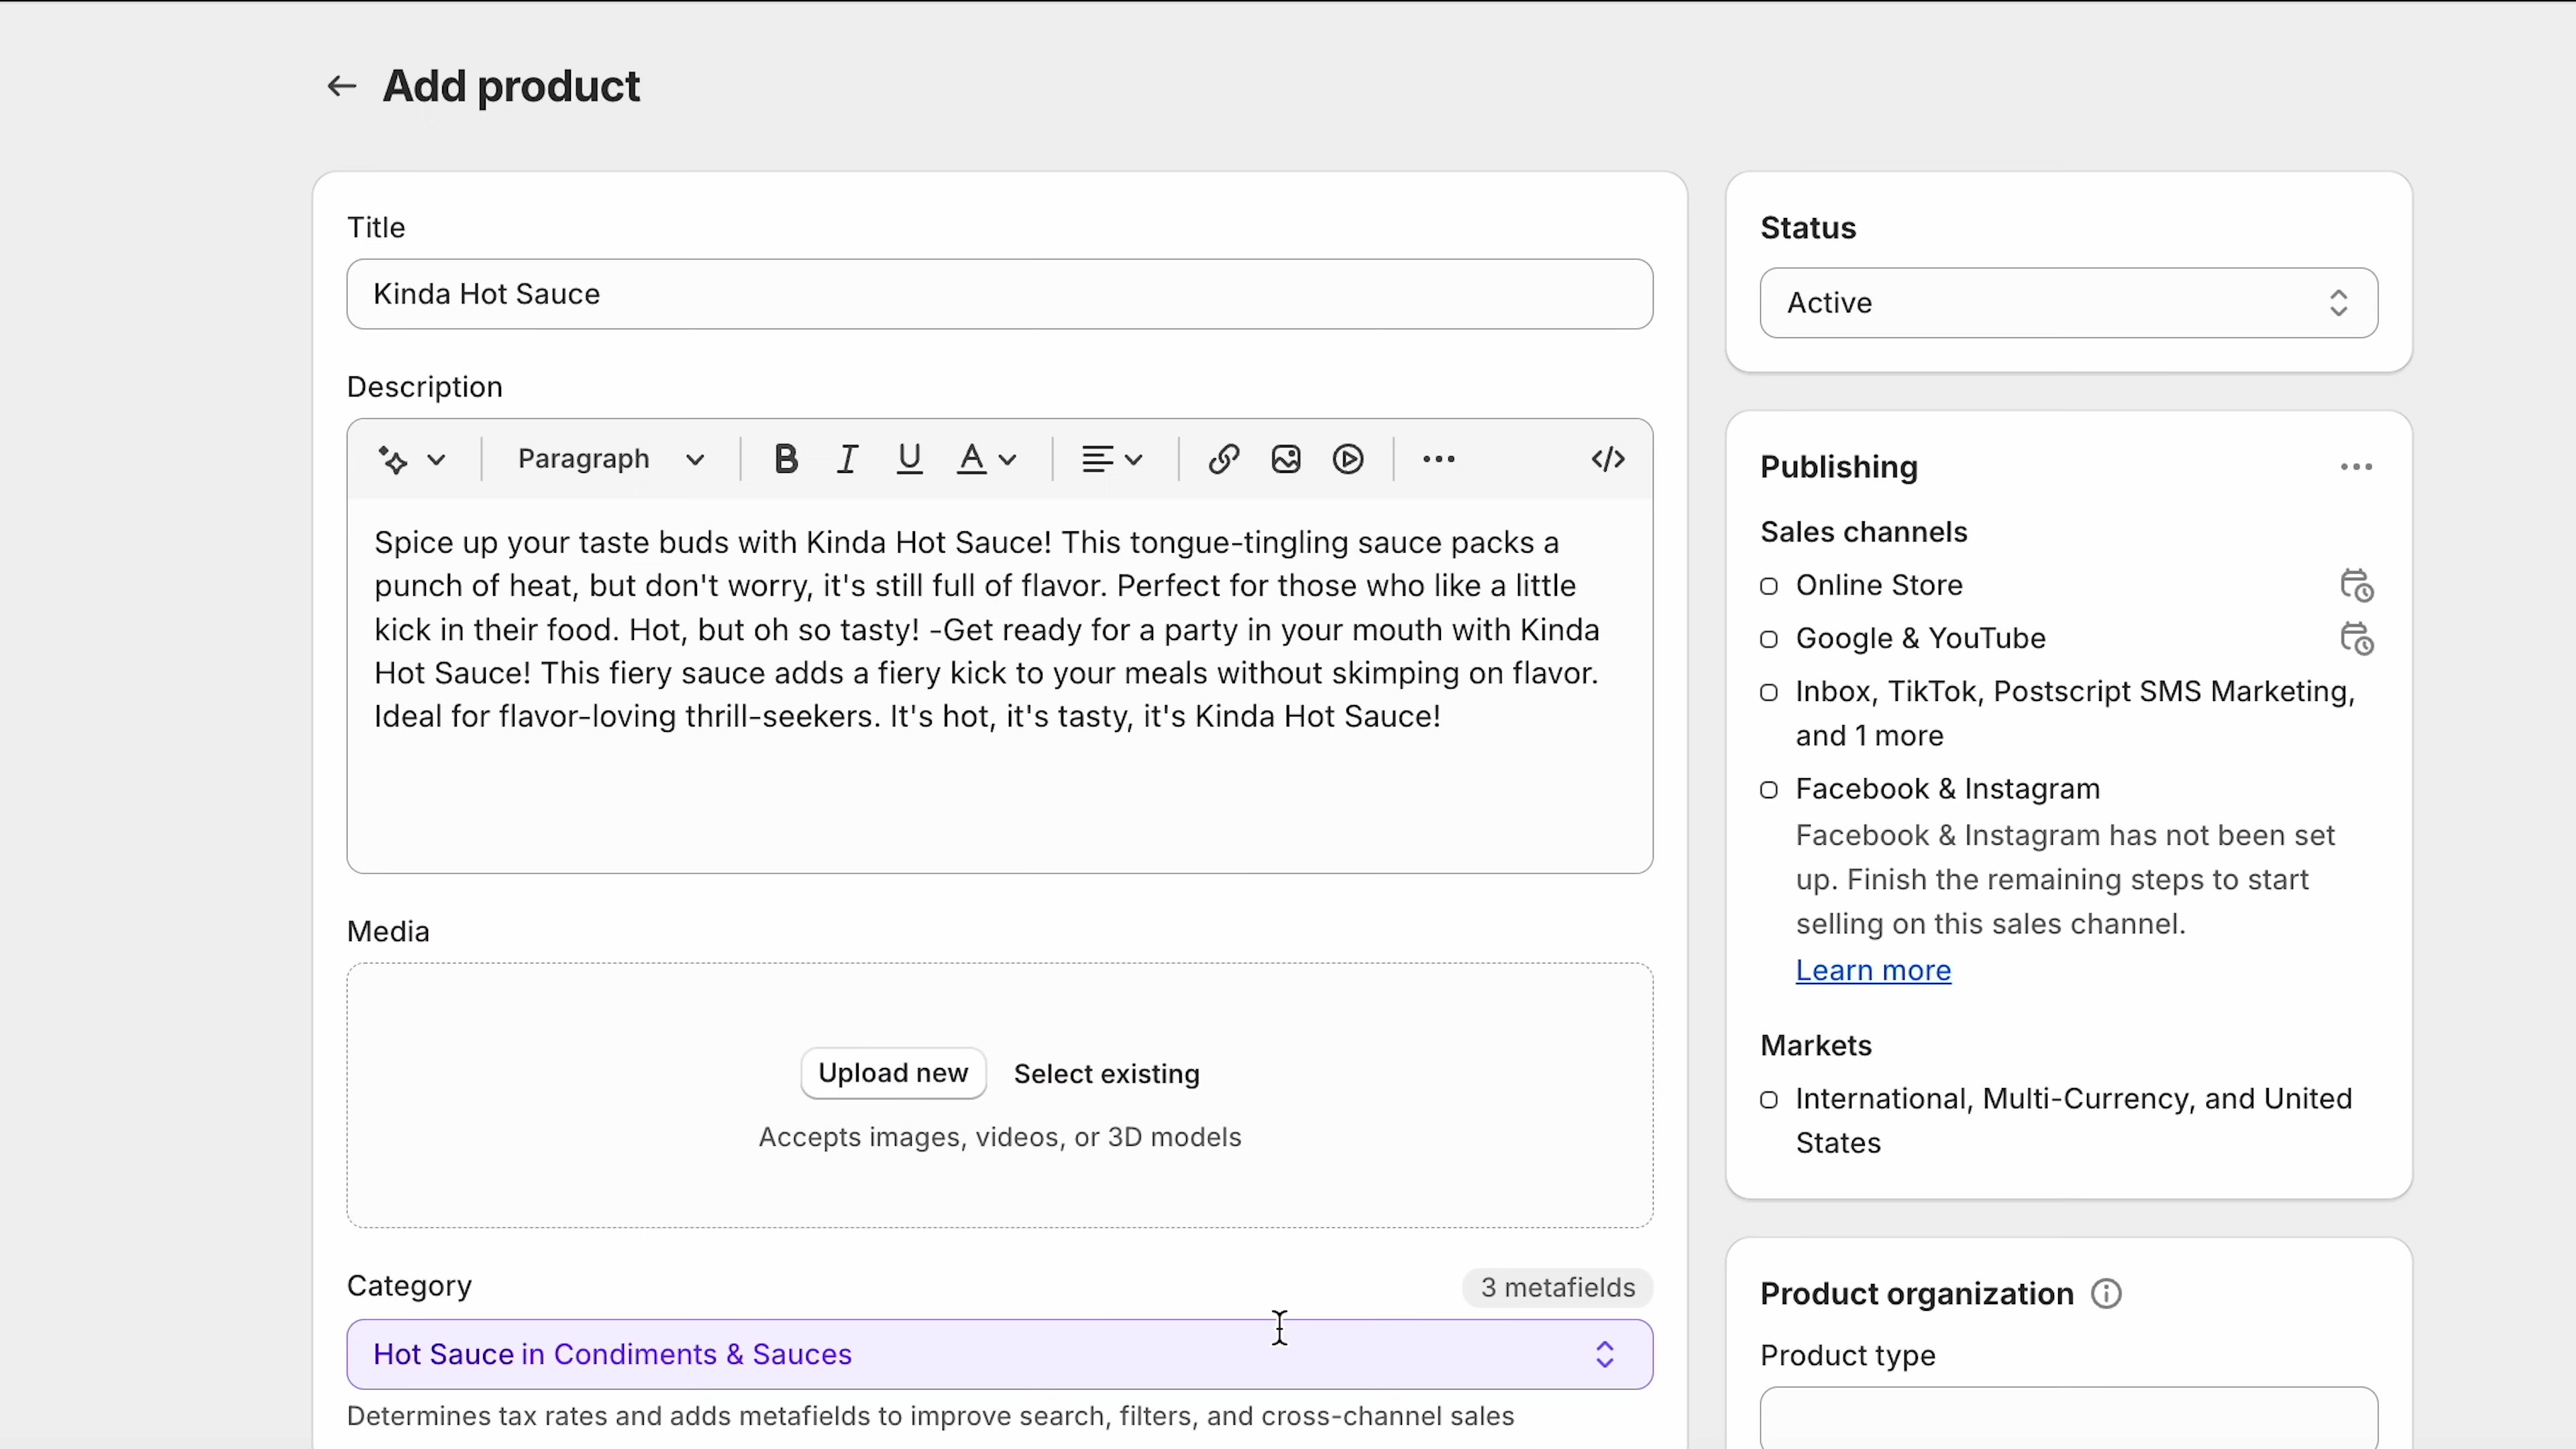 Add product
Title
Kinda Hot Sauce
Description
Paragraph
B I U A
Spice up your taste buds with Kinda Hot Sauce! This tongue-tingling sauce packs a
punch of heat, but don't worry, it's still full of flavor. Perfect for those who like a little
kick in their food. Hot, but oh so tasty! -Get ready for a party in your mouth with Kinda
Hot Sauce! This fiery sauce adds a fiery kick to your meals without skimping on flavor.
Ideal for flavor-loving thrill-seekers. It's hot, it's tasty, it's Kinda Hot Sauce!
Media
Upload new Select existing
Accepts images, videos, or 3D models
Category 3 metafields
Hot Sauce in Condiments & Sauces
Determines tax rates and adds metafields to improve search, filters, and cross-channel sales
Status
Active
Publishing
Sales channels
Online Store
Google & YouTube
Inbox, TikTok, Postscript SMS Marketing,
and 1 more
Facebook & Instagram
Facebook & Instagram has not been set
up. Finish the remaining steps to start
selling on this sales channel.
Learn more
Markets
International, Multi-Currency, and United
States
Product organization
Product type